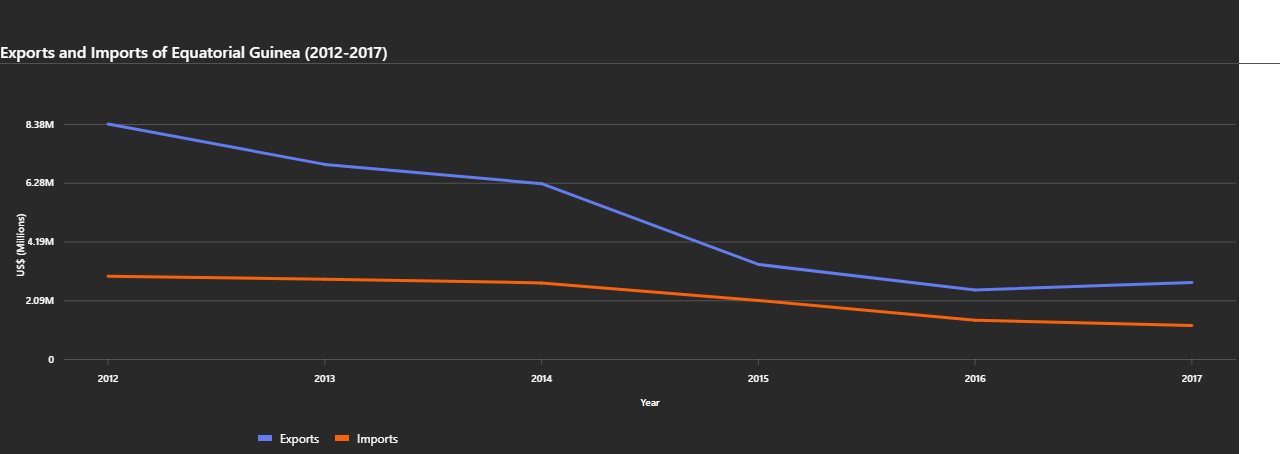 Exports and Imports of Equatorial Guinea (2012-2017)
US$ (Millions)
8.38M
6.28M
4.19M
2.09M
0
2012 2013 2014 2015 2016 2017
Year
Exports Imports